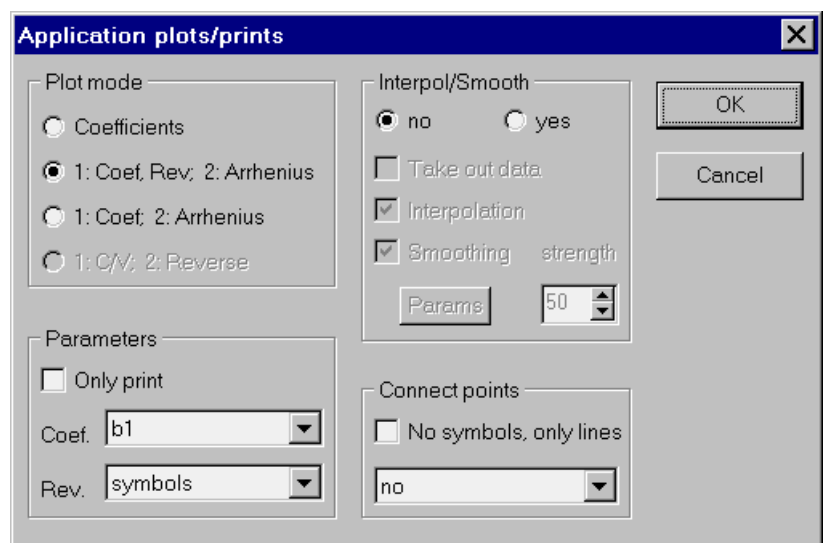 Application plots/prints
Plot mode
Coefficients
1: Coef, Rev; 2: Arrhenius
1: Coef; 2: Arrhenius
1: C/V; 2: Reverse
Parameters
Only print
Coef. b1
Rev. symbols
Interpol/Smooth
no yes
Take out data
Interpolation
Smoothing strength
Params 50
Connect points
No symbols, only lines
no
OK
Cancel